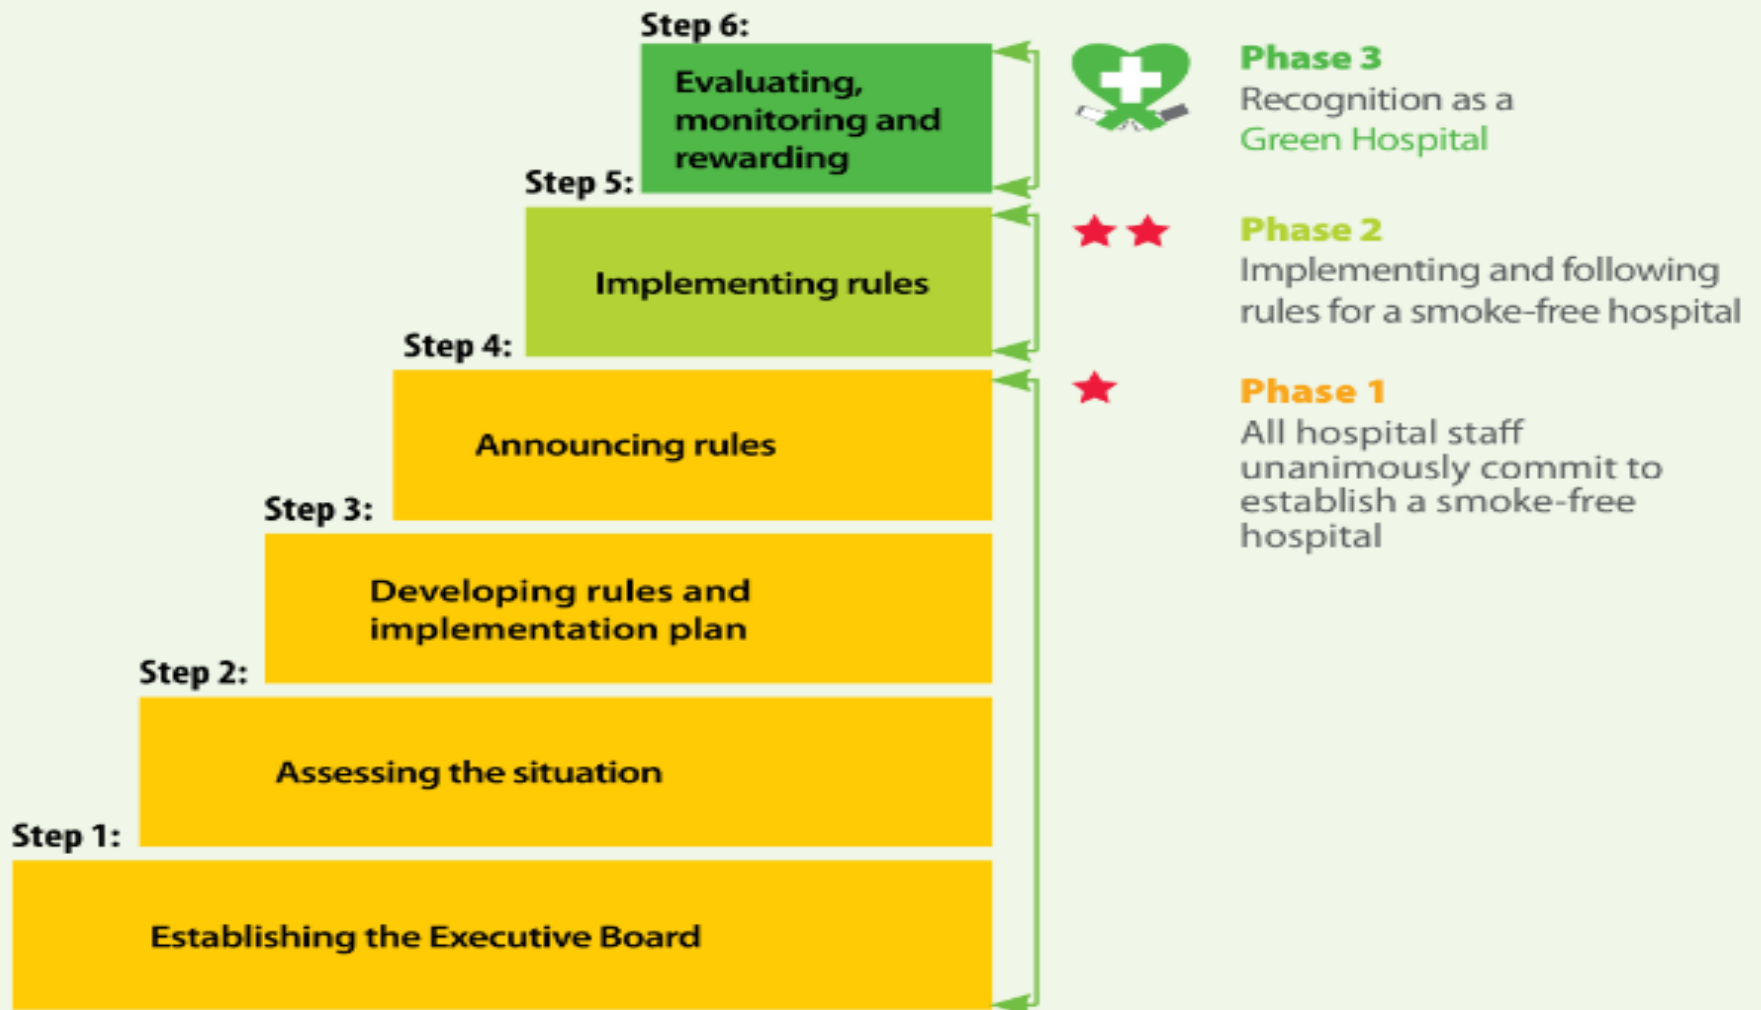 Step 6:
Evaluating,
monitoring and
rewarding
Phase 3
Recognition as a
Green Hospital
Step 5:
Implementing rules
Phase 2
Implementing and following
rules for a smoke-free hospital
Step 4:
Announcing rules
Phase 1
All hospital staff
unanimously commit to
establish a smoke-free
hospital
Step 3:
Developing rules and
implementation plan
Step 2:
Assessing the situation
Step 1:
Establishing the Executive Board